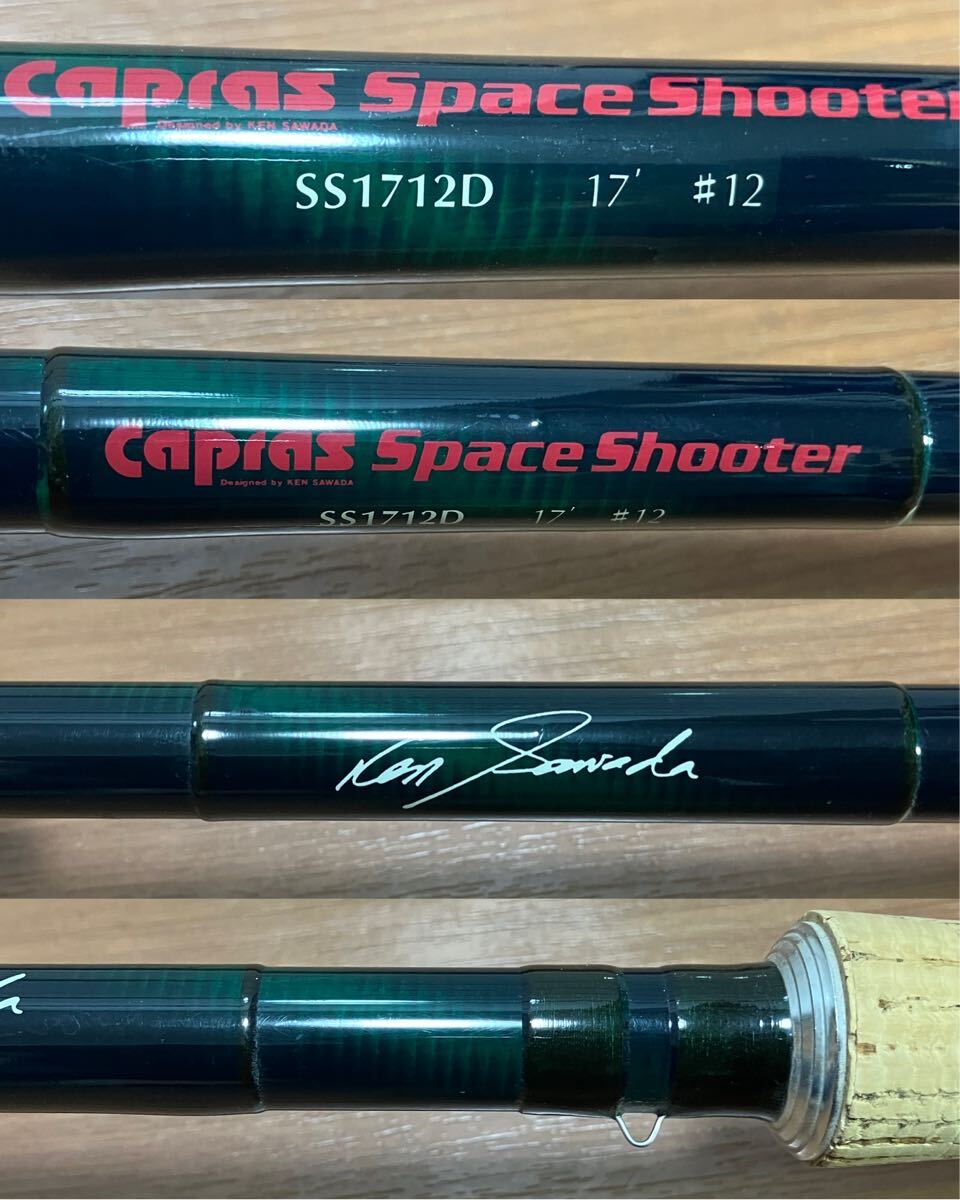 Capras Space Shooter
Designed by KEN SAWADA
SS1712D 17' #12
Capras Space Shooter
Designed by KEN SAWADA
SS1712D 17' #12
Ken Sawada